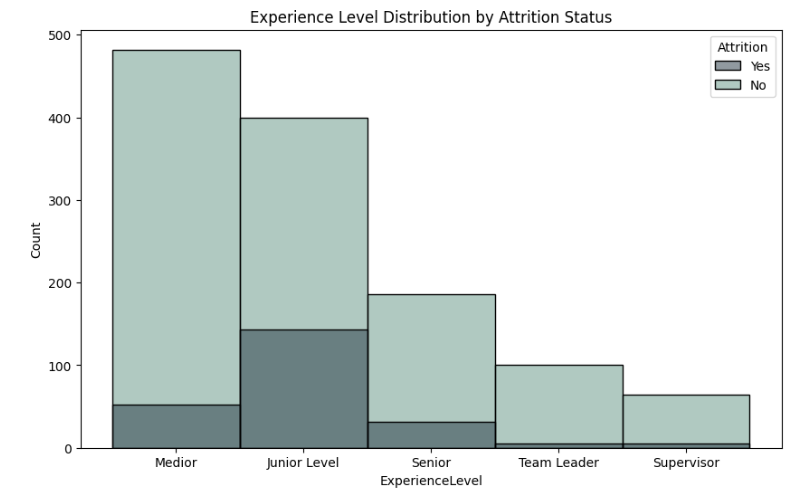 Experience Level Distribution by Attrition Status
Attrition
Yes
No
500
400
300
200
100
0
Count
Medior Junior Level Senior Team Leader Supervisor
ExperienceLevel